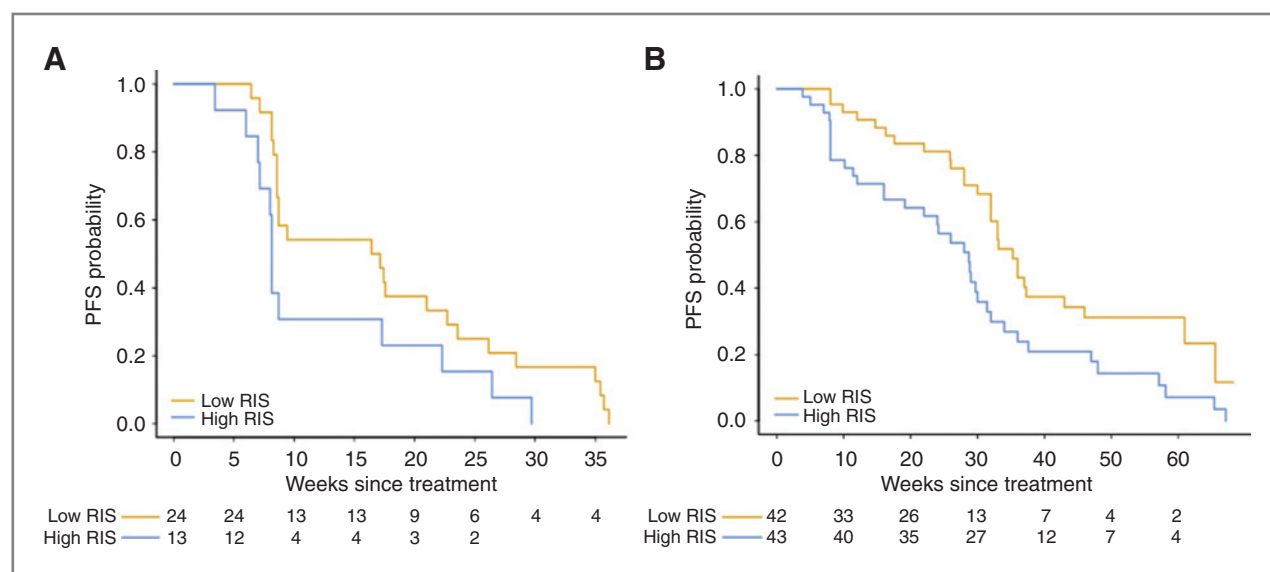 A
PFS probability
1.0
0.8
0.6
0.4
0.2
0.0
Low RIS
High RIS
0 5 10 15 20 25 30 35
Weeks since treatment
Low RIS 24 24 13 13 9 6 4 4
High RIS 13 12 4 4 3 2
B
PFS probability
1.0
0.8
0.6
0.4
0.2
0.0
Low RIS
High RIS
0 10 20 30 40 50 60
Weeks since treatment
Low RIS 42 33 26 13 7 4 2
High RIS 43 40 35 27 12 7 4